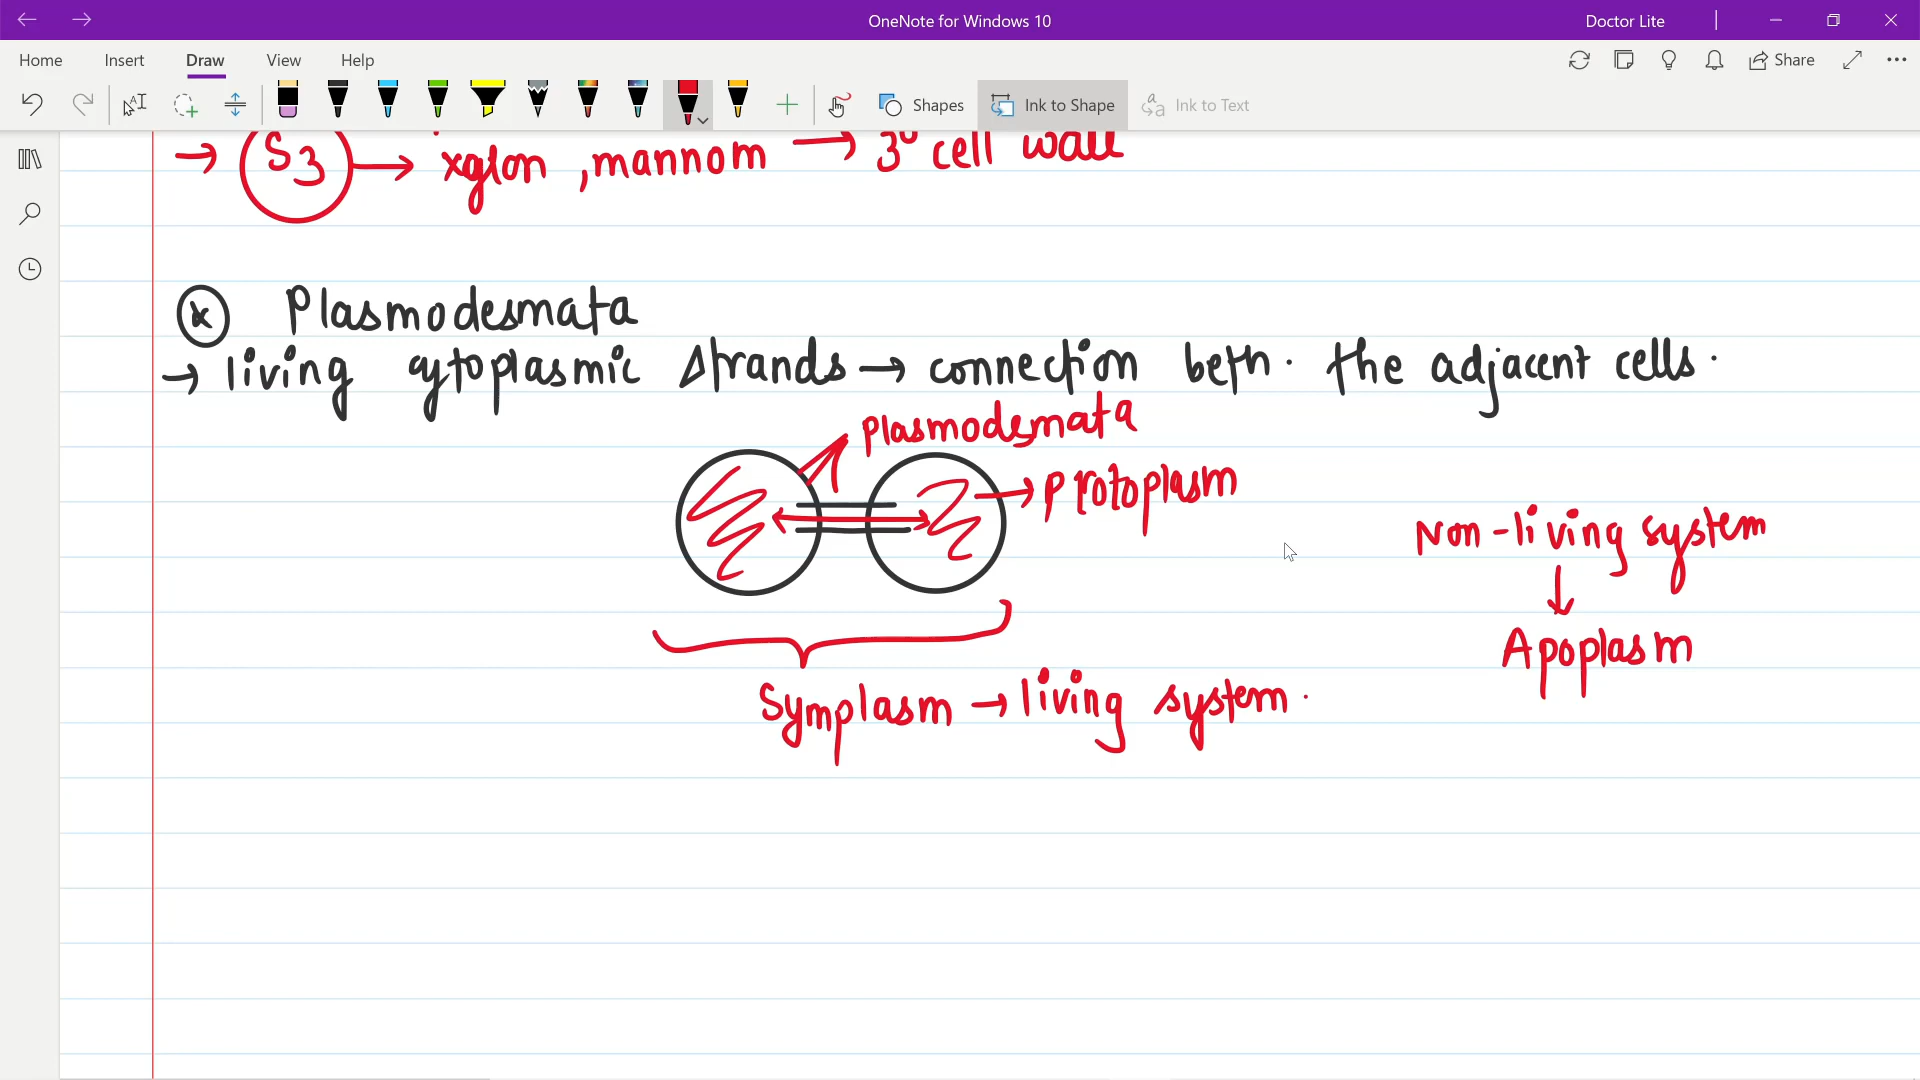 OneNote for Windows 10
Doctor Lite
Home Insert Draw View Help
Share
Shapes Ink to Shape Ink to Text
→ S3 → xylon , mannom → 3° cell wall
Plasmodesmata
→ living cytoplasmic strands → connection betn. the adjacent cells.
Plasmodesmata
→ protoplasm
Non-living system
↓
Apoplasm
Symplasm → living system.